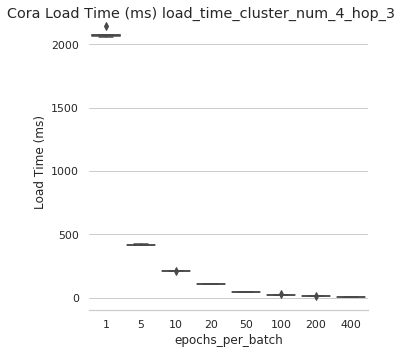 Cora Load Time (ms) load_time_cluster_num_4_hop_3
Load Time (ms)
2000
1500
1000
500
0
1 5 10 20 50 100 200 400
epochs_per_batch